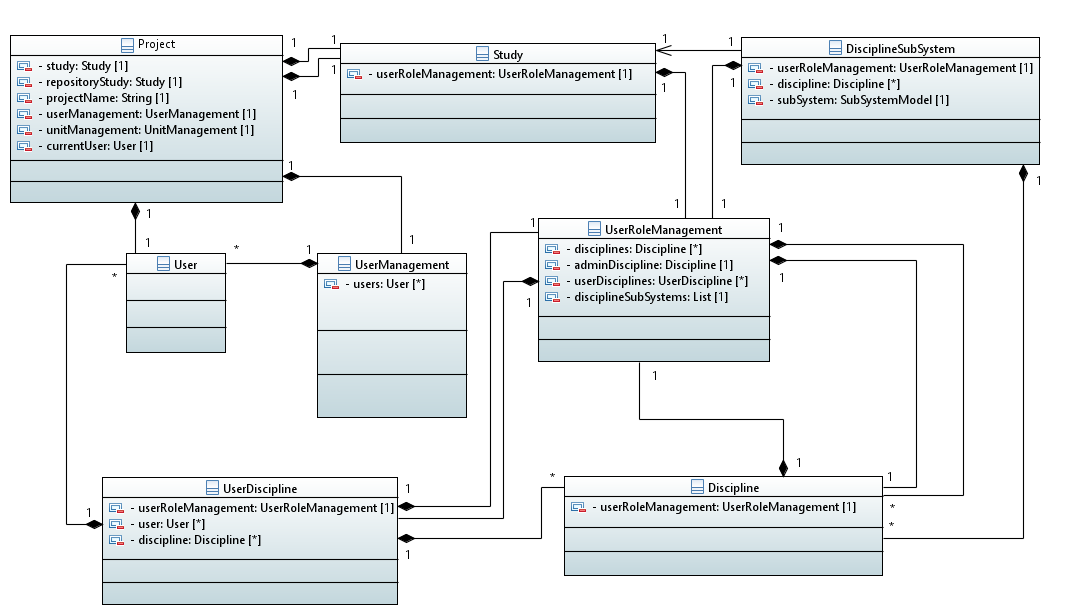 Project
- study: Study [1]
- repositoryStudy: Study [1]
- projectName: String [1]
- userManagement: UserManagement [1]
- unitManagement: UnitManagement [1]
- currentUser: User [1]
1
1
1
1
Study
- userRoleManagement: UserRoleManagement [1]
1
1
1
1
DisciplineSubSystem
- userRoleManagement: UserRoleManagement [1]
- discipline: Discipline [*]
- subSystem: SubSystemModel [1]
1
1
1
1
1
1
1
*
1
User
*
UserManagement
- users: User [*]
1
UserRoleManagement
- disciplines: Discipline [*]
- adminDiscipline: Discipline [1]
- userDisciplines: UserDiscipline [*]
- disciplineSubSystems: List [1]
1
1
1
1
1
UserDiscipline
- userRoleManagement: UserRoleManagement [1]
- user: User [*]
- discipline: Discipline [*]
1
1
1
*
Discipline
- userRoleManagement: UserRoleManagement [1]
1
*
*